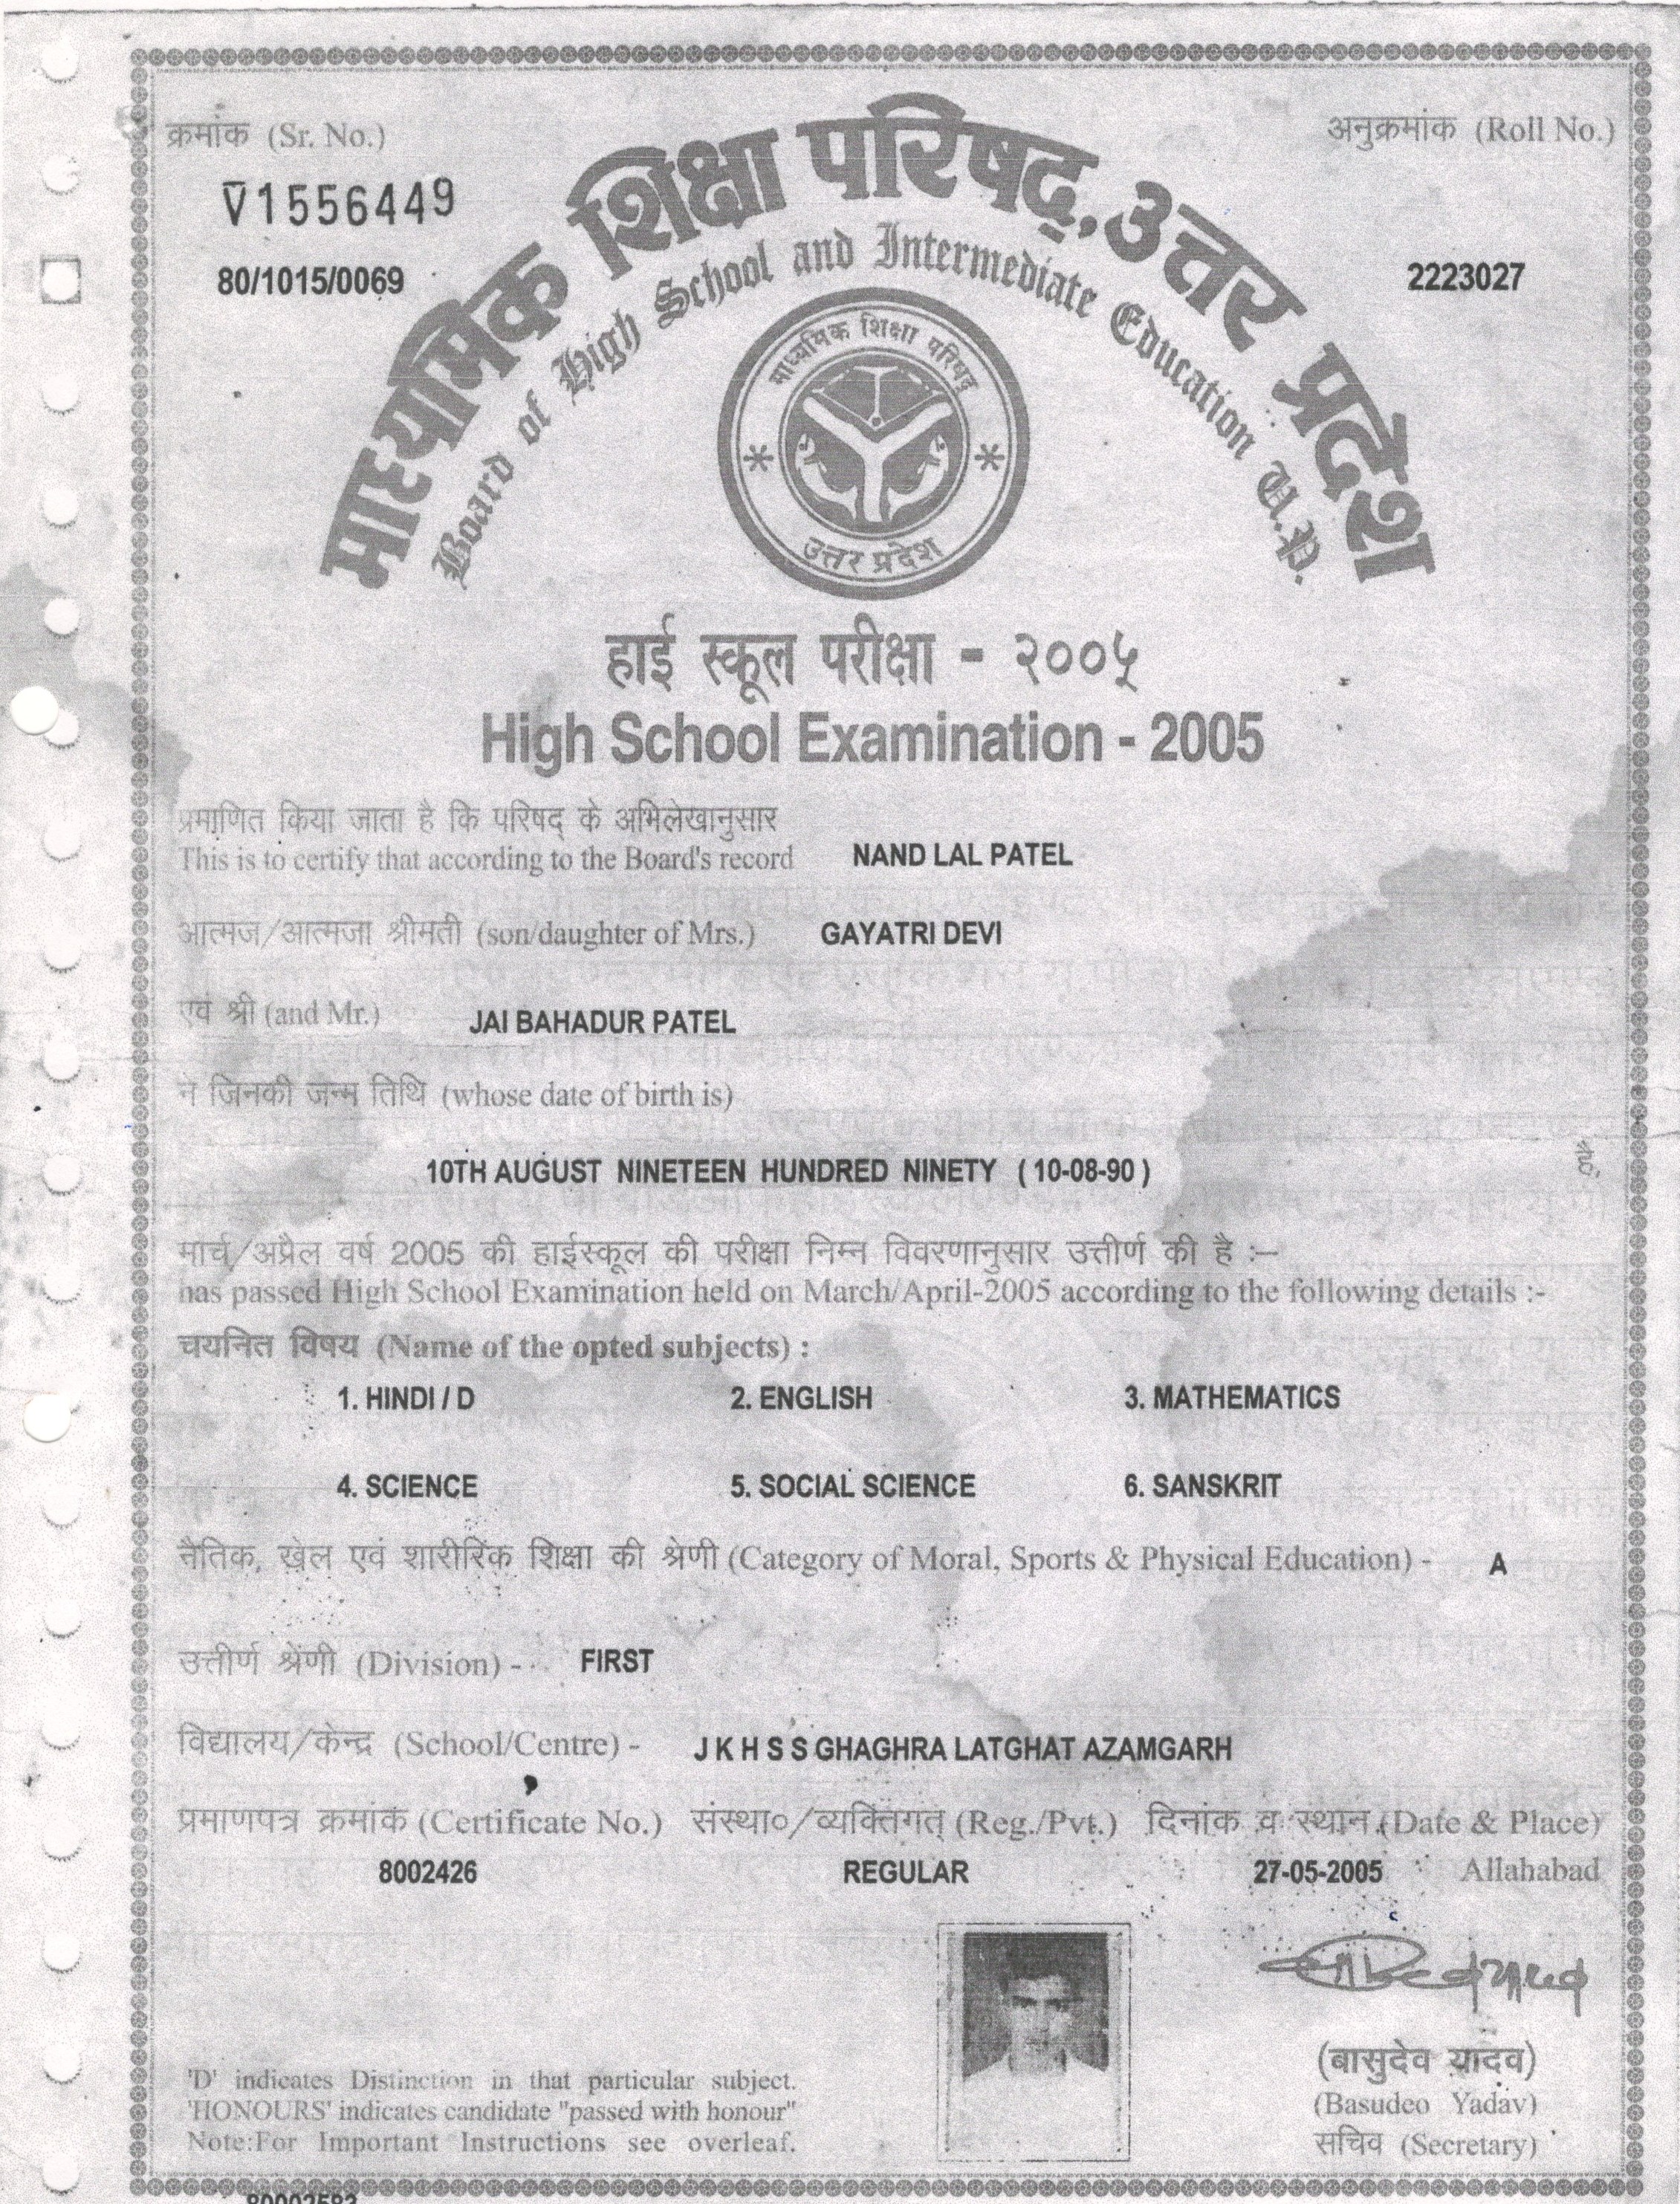 क्रमांक (Sr. No.)
अनुक्रमांक (Roll No.)
V1556449
80/1015/0069
2223027
माध्यमिक शिक्षा परिषद्, उत्तर प्रदेश
Board of High School and Intermediate Education U.P.
माध्यमिक शिक्षा परिषद्
उत्तर प्रदेश
हाई स्कूल परीक्षा - २००५
High School Examination - 2005
प्रमाणित किया जाता है कि परिषद् के अभिलेखानुसार
This is to certify that according to the Board's record NAND LAL PATEL
आत्मज/आत्मजा श्रीमती (son/daughter of Mrs.) GAYATRI DEVI
एवं श्री (and Mr.) JAI BAHADUR PATEL
ने जिनकी जन्म तिथि (whose date of birth is)
10TH AUGUST NINETEEN HUNDRED NINETY ( 10-08-90 )
मार्च/अप्रैल वर्ष 2005 की हाईस्कूल की परीक्षा निम्न विवरणानुसार उत्तीर्ण की है :–
has passed High School Examination held on March/April-2005 according to the following details :-
चयनित विषय (Name of the opted subjects) :
1. HINDI / D 2. ENGLISH 3. MATHEMATICS
4. SCIENCE 5. SOCIAL SCIENCE 6. SANSKRIT
नैतिक, खेल एवं शारीरिक शिक्षा की श्रेणी (Category of Moral, Sports & Physical Education) - A
उत्तीर्ण श्रेणी (Division) - FIRST
विद्यालय/केन्द्र (School/Centre) - J K H S S GHAGHRA LATGHAT AZAMGARH
प्रमाणपत्र क्रमांक (Certificate No.) संस्था०/व्यक्तिगत् (Reg./Pvt.) दिनांक व स्थान (Date & Place)
8002426 REGULAR 27-05-2005 Allahabad
(बासुदेव यादव)
(Basudeo Yadav)
सचिव (Secretary)
'D' indicates Distinction in that particular subject.
'HONOURS' indicates candidate "passed with honour"
Note:For Important Instructions see overleaf.
80002583